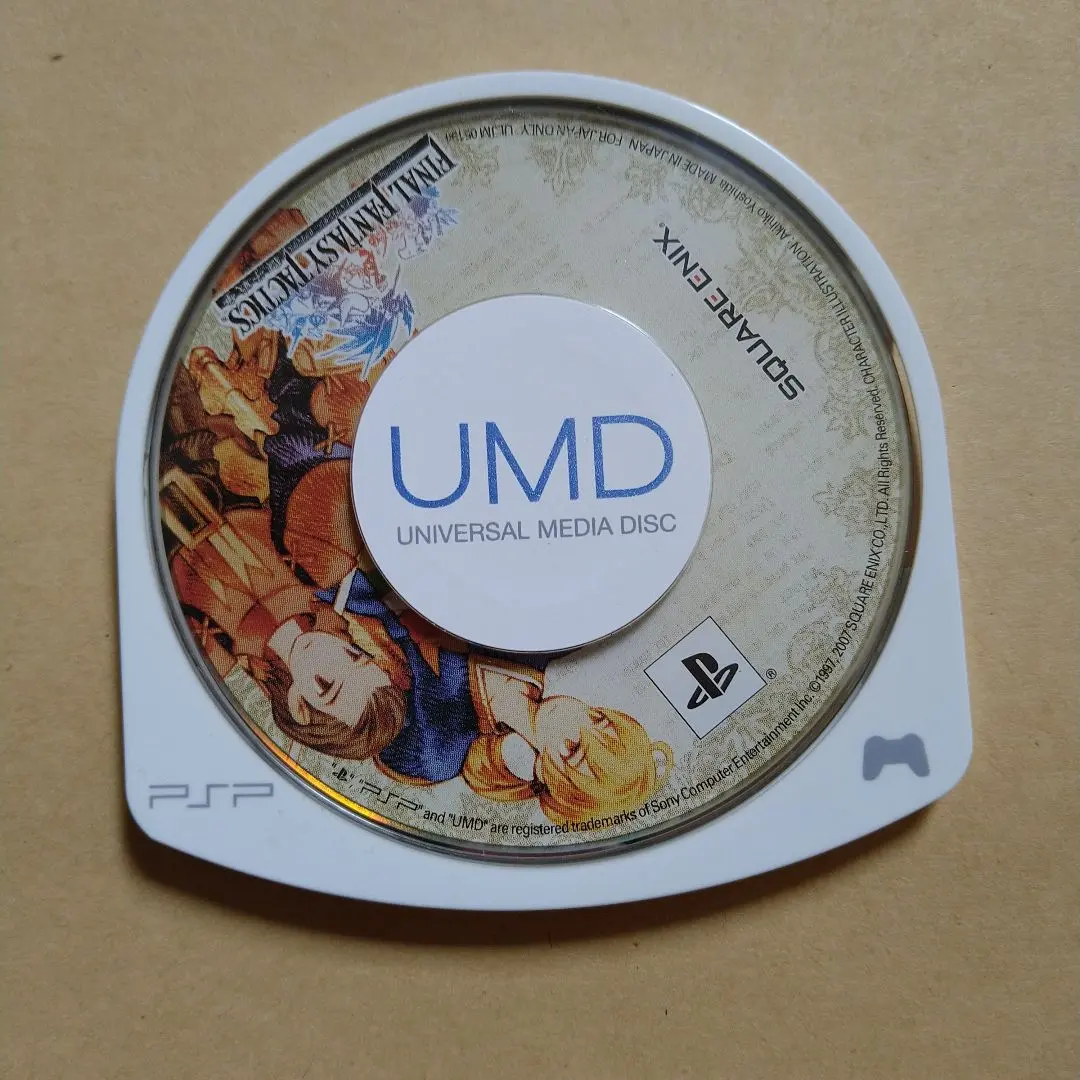 FINAL FANTASY TACTICS
SQUARE ENIX.
UMD
UNIVERSAL MEDIA DISC
PSP
®
"PSP" and "UMD" are registered trademarks of Sony Computer Entertainment Inc. ©1997, 2007 SQUARE ENIX CO., LTD. All Rights Reserved. CHARACTER ILLUSTRATION: Akihiko Yoshida MADE IN JAPAN FOR JAPAN ONLY ULJM